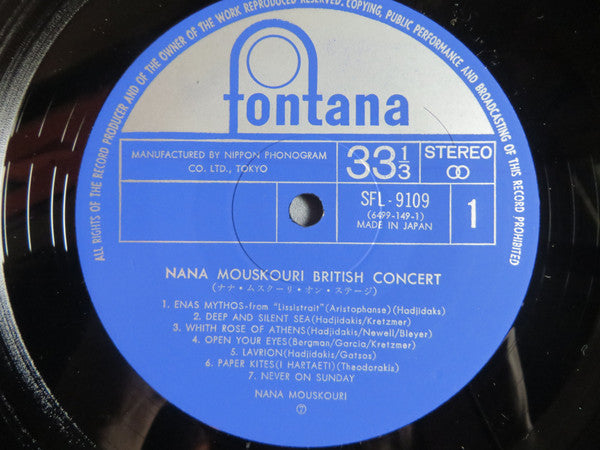 ALL RIGHTS OF THE RECORD PRODUCER AND OF THE OWNER OF THE WORK REPRODUCED RESERVED. COPYING, PUBLIC PERFORMANCE AND BROADCASTING OF THIS RECORD PROHIBITED
fontana
MANUFACTURED BY NIPPON PHONOGRAM
CO. LTD., TOKYO
33 1/3
STEREO
SFL-9109
(6499-149-1)
MADE IN JAPAN
1
NANA MOUSKOURI BRITISH CONCERT
(ナナ・ムスクーリ・オン・ステージ)
1. ENAS MYTHOS-from "Lissistrait"(Aristophanse)(Hadjidaks)
2. DEEP AND SILENT SEA(Hadjidakis/Kretzmer)
3. WHITH ROSE OF ATHENS(Hadjidakis/Newell/Bleyer)
4. OPEN YOUR EYES(Bergman/Garcia/Kretzmer)
5. LAVRION(Hadjidakis/Gatsos)
6. PAPER KITES(I HARTAETI)(Theodorakis)
7. NEVER ON SUNDAY
NANA MOUSKOURI
⑦